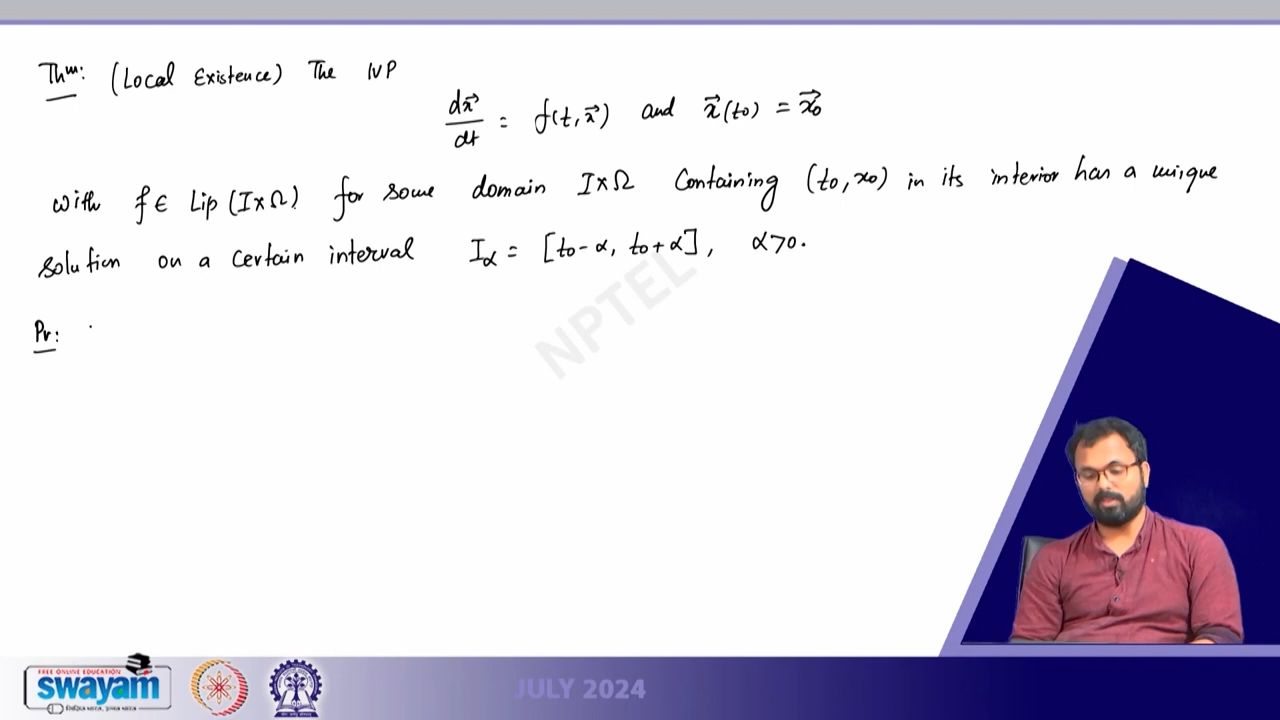 Thm: (Local Existence) The IVP
dx⃗/dt = f(t, x⃗) and x⃗(t0) = x⃗0
with f ∈ Lip (I×Ω) for some domain I×Ω containing (t0, x0) in its interior has a unique
solution on a certain interval Iα = [t0-α, t0+α], α>0.
Pr:
NPTEL
FREE ONLINE EDUCATION
swayam
JULY 2024